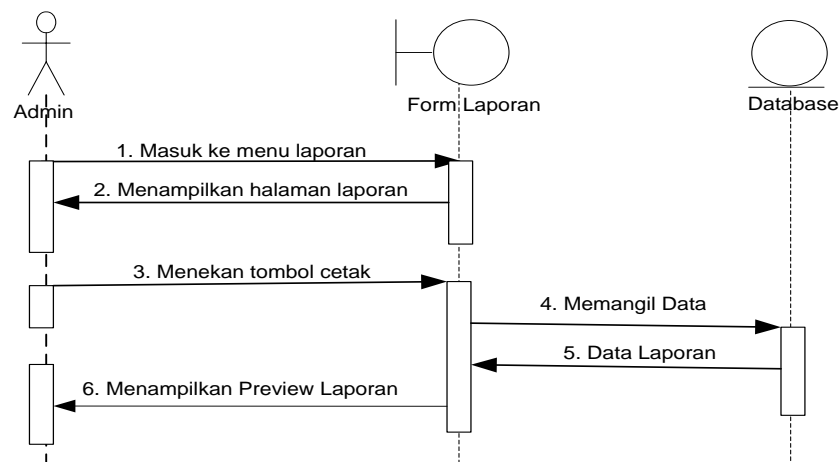 Admin
Form Laporan
Database
1. Masuk ke menu laporan
2. Menampilkan halaman laporan
3. Menekan tombol cetak
4. Memangil Data
5. Data Laporan
6. Menampilkan Preview Laporan